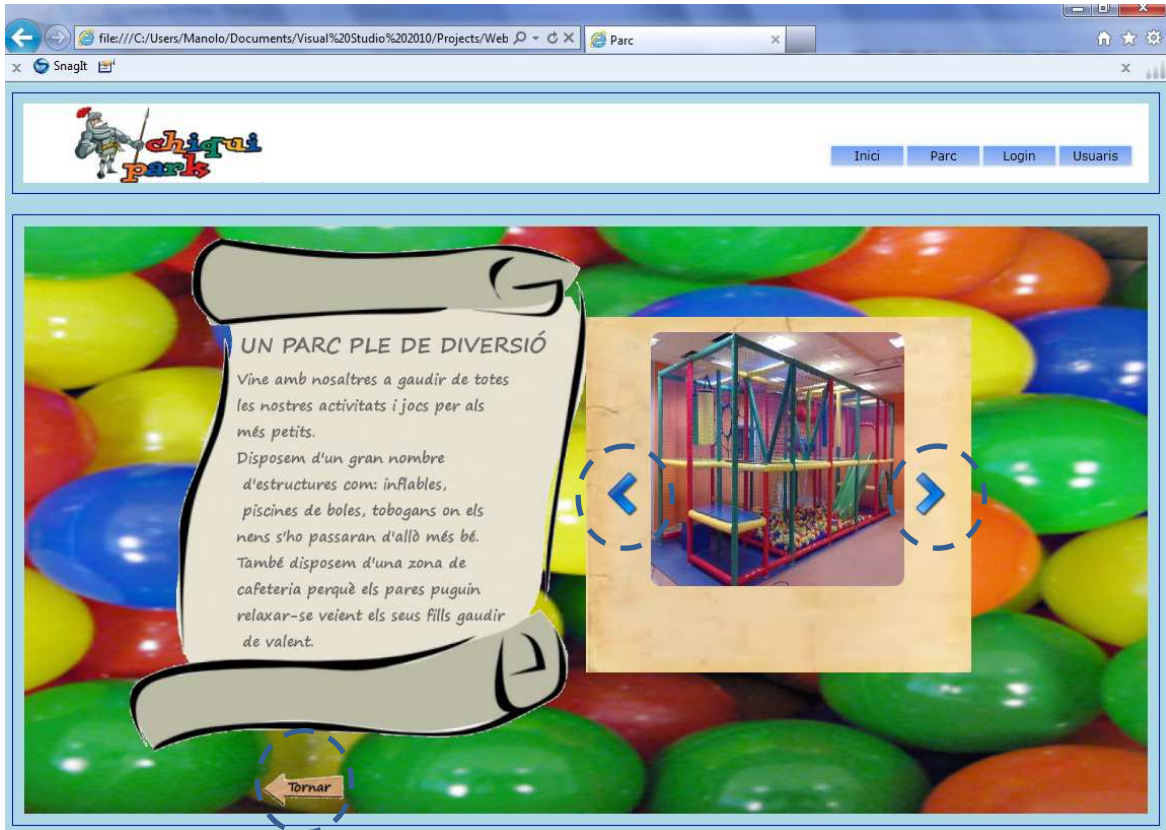 file:///C:/Users/Manolo/Documents/Visual%20Studio%202010/Projects/Web
Parc
SnagIt
chiqui
park
Inici Parc Login Usuaris
UN PARC PLE DE DIVERSIÓ
Vine amb nosaltres a gaudir de totes
les nostres activitats i jocs per als
més petits.
Disposem d'un gran nombre
d'estructures com: inflables,
piscines de boles, tobogans on els
nens s'ho passaran d'allò més bé.
També disposem d'una zona de
cafeteria perquè els pares puguin
relaxar-se veient els seus fills gaudir
de valent.
Tornar